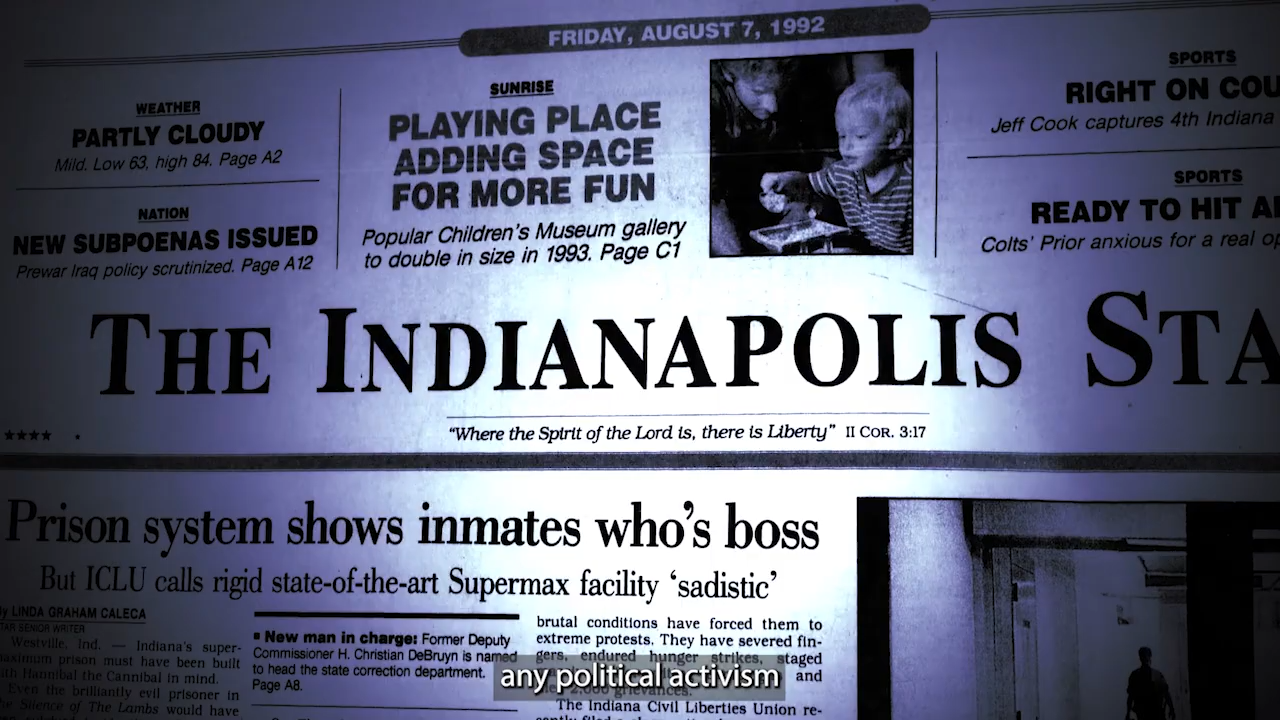 FRIDAY, AUGUST 7, 1992
WEATHER
PARTLY CLOUDY
Mild. Low 63, high 84. Page A2
NATION
NEW SUBPOENAS ISSUED
Prewar Iraq policy scrutinized. Page A12
SUNRISE
PLAYING PLACE
ADDING SPACE
FOR MORE FUN
Popular Children's Museum gallery
to double in size in 1993. Page C1
SPORTS
RIGHT ON
Jeff Cook captures 4th Indiana
SPORTS
READY TO HIT
Colts' Prior anxious for a real
THE INDIANAPOLIS
★★★★
"Where the Spirit of the Lord is, there is Liberty" II COR. 3:17
Prison system shows inmates who's boss
But ICLU calls rigid state-of-the-art Supermax facility 'sadistic'
LINDA GRAHAM CALECA
SENIOR WRITER
Westville, Ind. — Indiana's super-
prison must have been built
Hannibal the Cannibal in mind.
Even the brilliantly evil prisoner in
Silence of The Lambs would have
■ New man in charge: Former Deputy
Commissioner H. Christian DeBruyn is named
to head the state correction department.
Page A8.
brutal conditions have forced them to
extreme protests. They have severed fin-
gers, endured hunger strikes, staged
and
2,000 grievances.
The Indiana Civil Liberties Union re-
any political activism